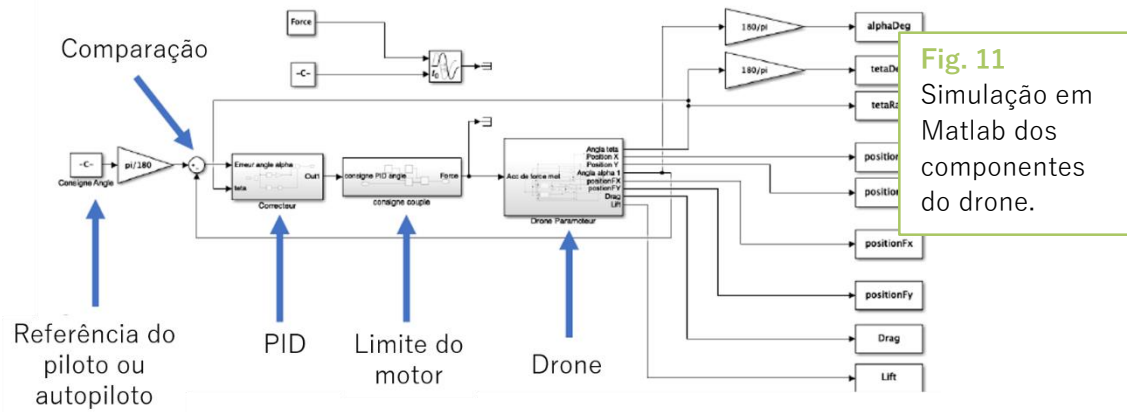 Force
-C-
180/pi
alphaDeg
Comparação
180/pi
tetaDe
tetaRa
Fig. 11
Simulação em
Matlab dos
componentes
do drone.
-C-
Consigne Angle
pi/180
Erreur angle alpha
teta
Out1
Correcteur
consigne PID angle
Force
consigne couple
Acc de force mot
Angla teta
Position X
Position Y
Angla alpha 1
positionFX
postionFY
Drag
Lift
Drone Paramoteur
position
position
positionFx
positionFy
Drag
Lift
Referência do
piloto ou
autopiloto
PID
Limite do
motor
Drone